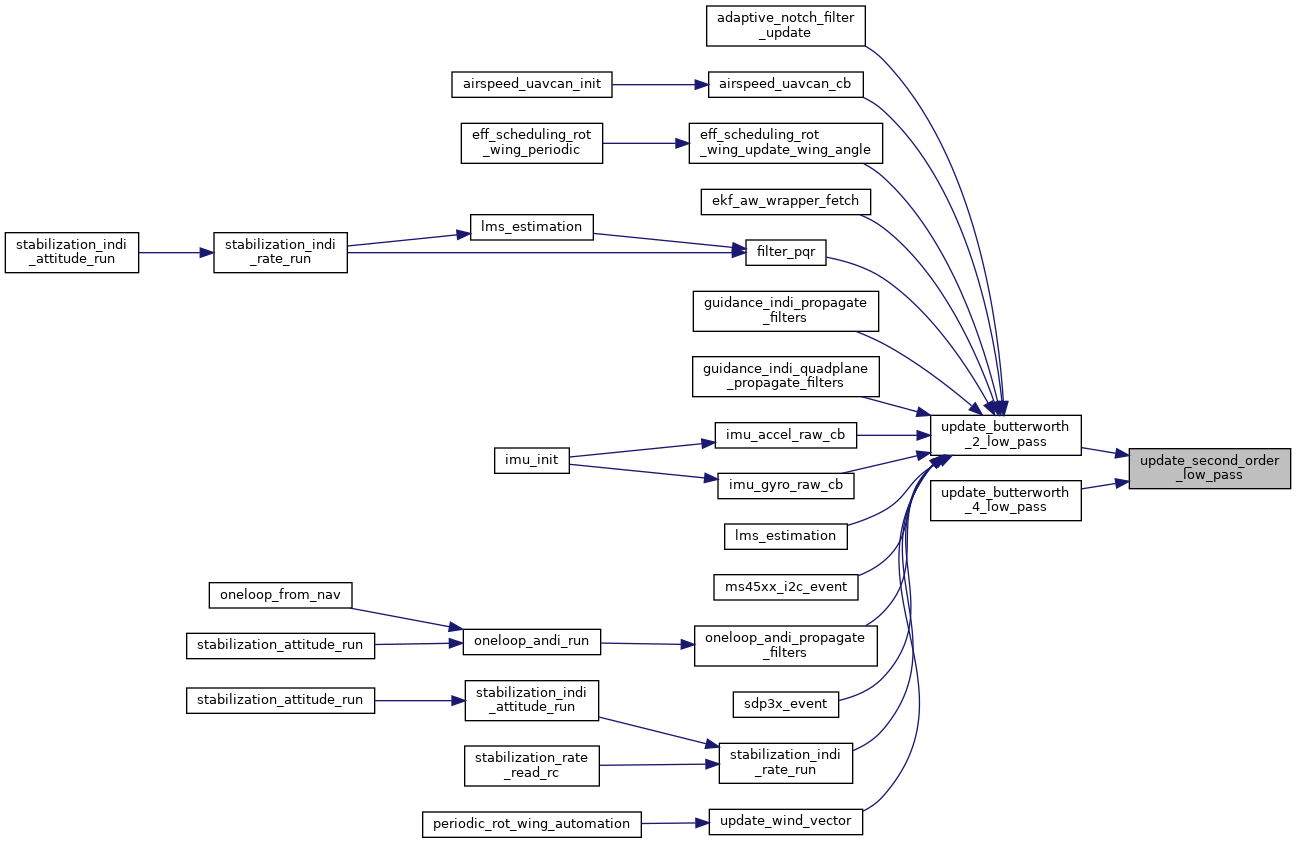 adaptive_notch_filter
_update
airspeed_uavcan_init
airspeed_uavcan_cb
eff_scheduling_rot
_wing_periodic
eff_scheduling_rot
_wing_update_wing_angle
ekf_aw_wrapper_fetch
stabilization_indi
_attitude_run
stabilization_indi
_rate_run
lms_estimation
filter_pqr
guidance_indi_propagate
_filters
guidance_indi_quadplane
_propagate_filters
imu_init
imu_accel_raw_cb
imu_gyro_raw_cb
update_butterworth
_2_low_pass
update_butterworth
_4_low_pass
update_second_order
_low_pass
lms_estimation
ms45xx_i2c_event
oneloop_from_nav
stabilization_attitude_run
oneloop_andi_run
oneloop_andi_propagate
_filters
stabilization_attitude_run
stabilization_indi
_attitude_run
sdp3x_event
stabilization_rate
_read_rc
stabilization_indi
_rate_run
periodic_rot_wing_automation
update_wind_vector